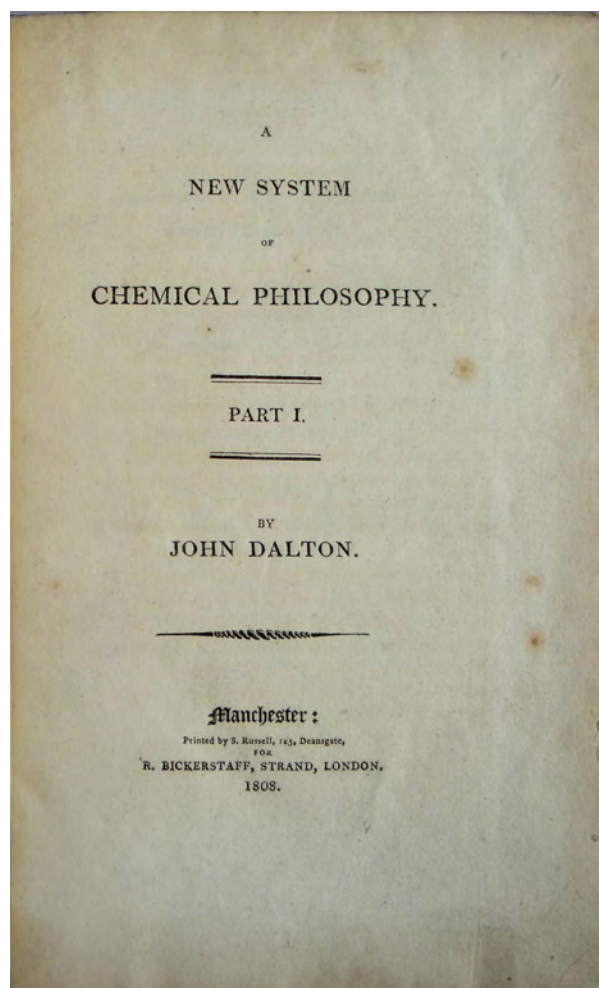 A
NEW SYSTEM
OF
CHEMICAL PHILOSOPHY.
PART I.
BY
JOHN DALTON.
Manchester:
Printed by S. Russell, 125, Deansgate,
FOR
R. BICKERSTAFF, STRAND, LONDON.
1808.